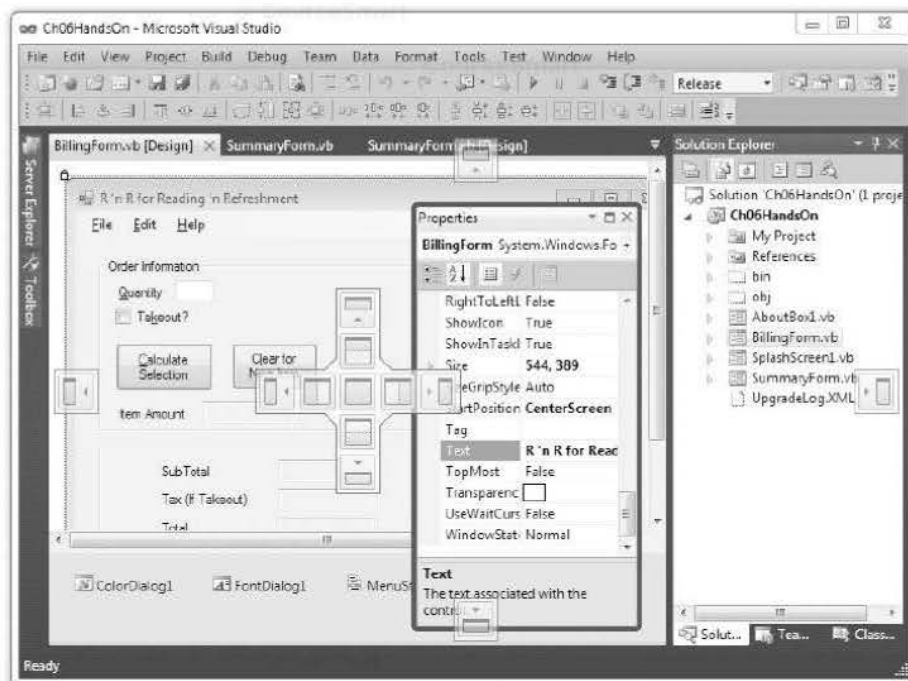 Ch06HandsOn - Microsoft Visual Studio
File Edit View Project Build Debug Team Data Format Tools Test Window Help
Release
BillingForm.vb [Design] SummaryForm.vb
Server Explorer
Toolbox
R 'n R for Reading 'n Refreshment
File Edit Help
Order Information
Quantity
Takeout?
Calculate
Selection
Clear for
Item Amount
SubTotal
Tax (If Takeout)
Total
ColorDialog1 FontDialog1
Properties
BillingForm System.Windows.Fo
RightToLeftL False
ShowIcon True
ShowInTaskl True
Size 544, 389
Auto
CenterScreen
Tag
Text R 'n R for Read
TopMost False
Transparenc
UseWaitCurs False
WindowStat Normal
Text
The text associated with the
Solution Explorer
Solution 'Ch06HandsOn' (1 proje
Ch06HandsOn
My Project
References
bin
obj
AboutBox1.vb
BillingForm.vb
SplashScreen1.vb
SummaryForm.vb
UpgradeLog.XML
Solut... Tea... Class...
Ready